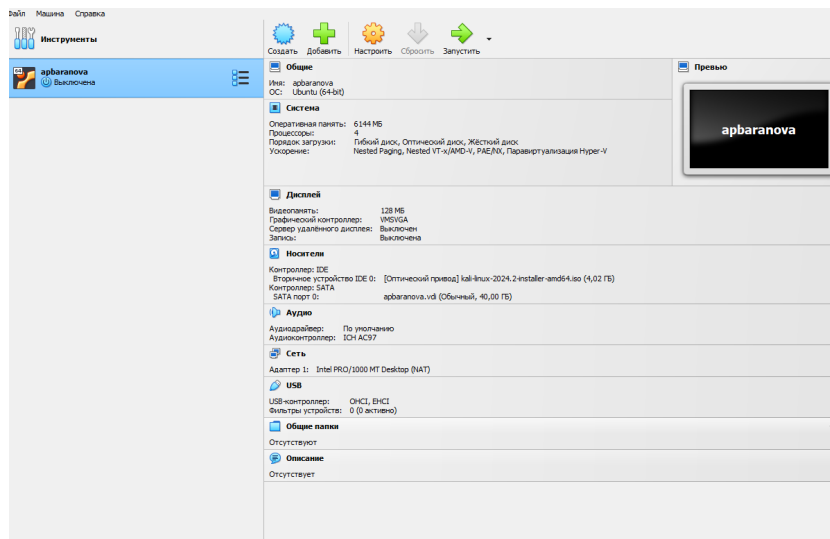 Файл Машина Справка
Инструменты
Создать Добавить Настроить Сбросить Запустить
64
apbaranova
Выключена
Общие
Имя: apbaranova
ОС: Ubuntu (64-bit)
Превью
apbaranova
Система
Оперативная память: 6144 МБ
Процессоры: 4
Порядок загрузки: Гибкий диск, Оптический диск, Жёсткий диск
Ускорение: Nested Paging, Nested VT-x/AMD-V, PAE/NX, Паравиртуализация Hyper-V
Дисплей
Видеопамять: 128 МБ
Графический контроллер: VMSVGA
Сервер удалённого дисплея: Выключен
Запись: Выключена
Носители
Контроллер: IDE
Вторичное устройство IDE 0: [Оптический привод] kali-linux-2024.2-installer-amd64.iso (4,02 ГБ)
Контроллер: SATA
SATA порт 0: apbaranova.vdi (Обычный, 40,00 ГБ)
Аудио
Аудиодрайвер: По умолчанию
Аудиоконтроллер: ICH AC97
Сеть
Адаптер 1: Intel PRO/1000 MT Desktop (NAT)
USB
USB-контроллер: OHCI, EHCI
Фильтры устройств: 0 (0 активно)
Общие папки
Отсутствуют
Описание
Отсутствует